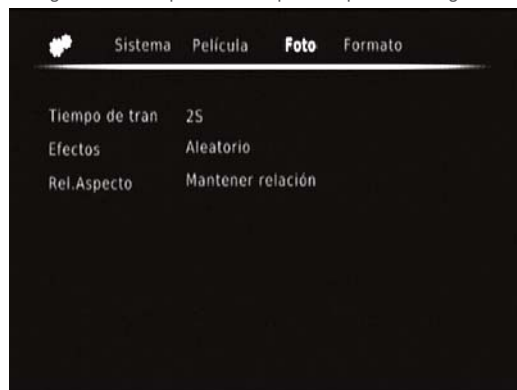 Sistema Película Foto Formato
Tiempo de tran 2S
Efectos Aleatorio
Rel.Aspecto Mantener relación